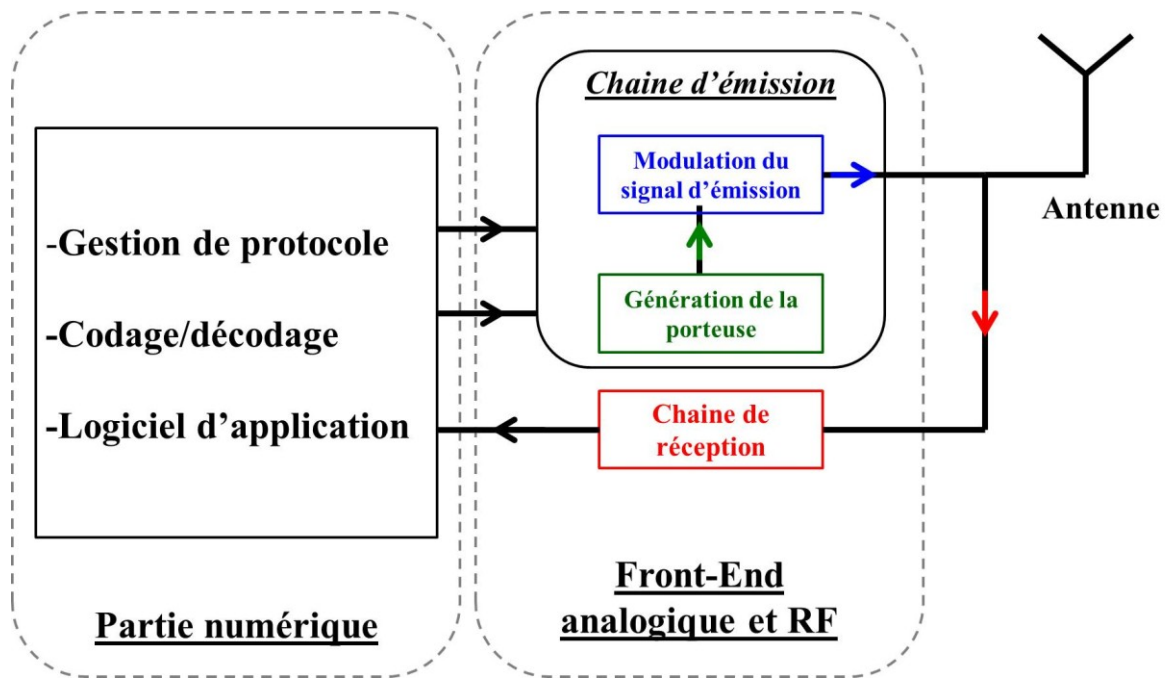 -Gestion de protocole
-Codage/décodage
-Logiciel d'application
Partie numérique
Chaine d'émission
Modulation du
signal d'émission
Génération de la
porteuse
Chaine de
réception
Front-End
analogique et RF
Antenne